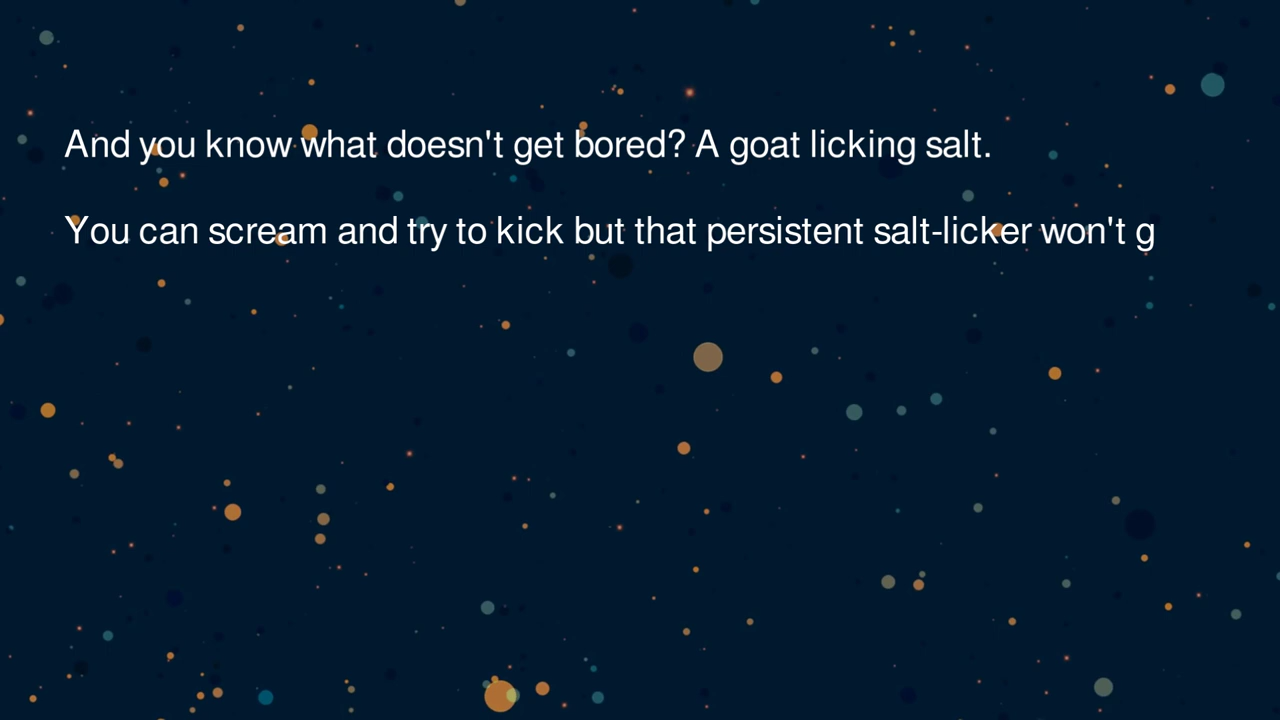 And you know what doesn't get bored? A goat licking salt.
You can scream and try to kick but that persistent salt-licker won't g